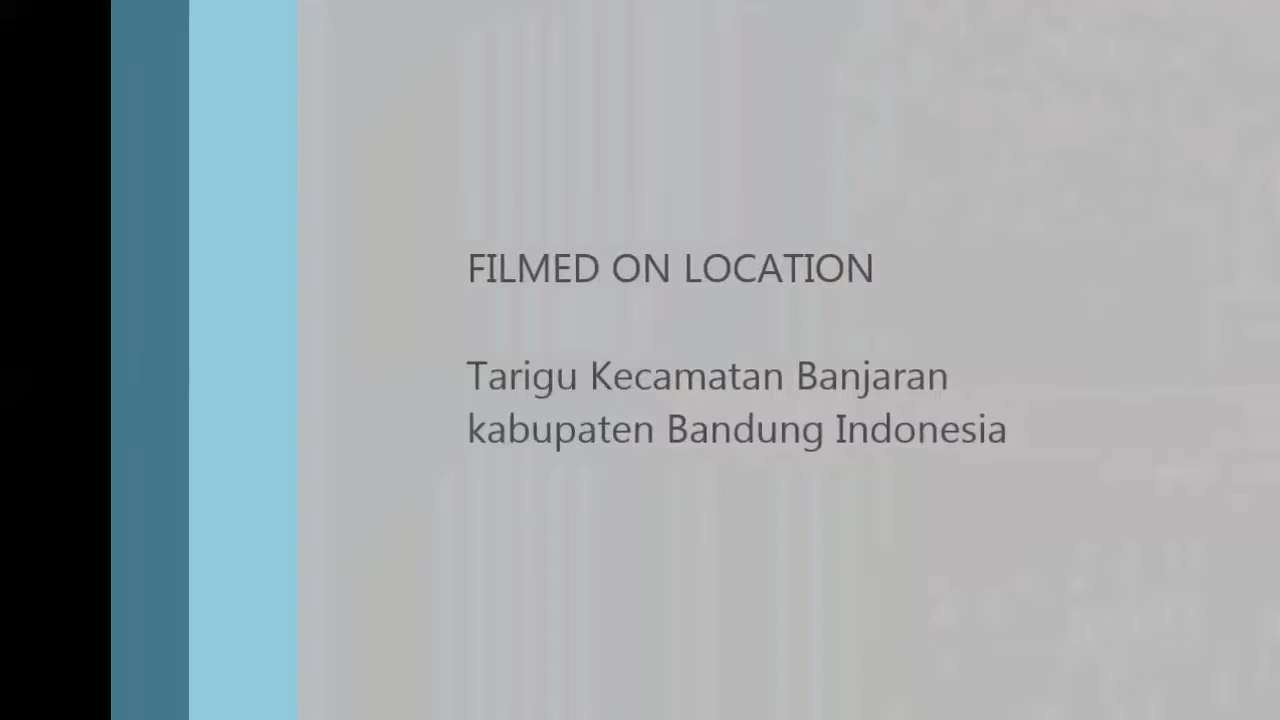 FILMED ON LOCATION
Tarigu Kecamatan Banjaran
kabupaten Bandung Indonesia